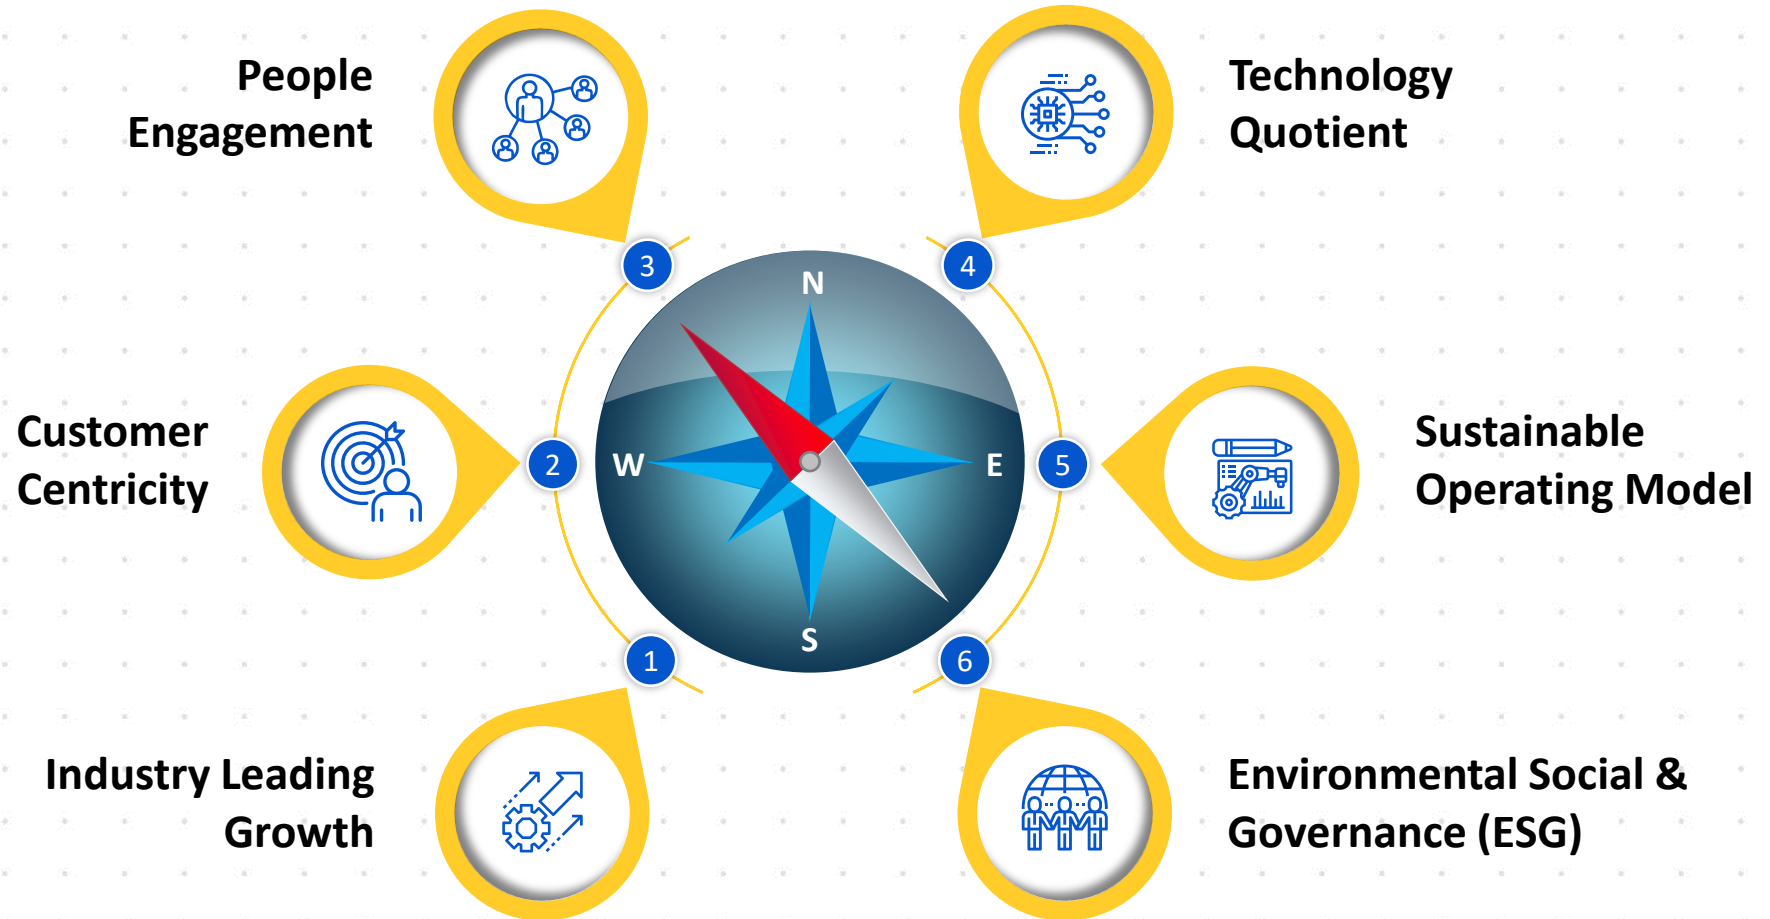 People
Engagement
Technology
Quotient
3
4
N
Customer
Centricity
2
W
E
5
Sustainable
Operating Model
S
1
6
Industry Leading
Growth
Environmental Social &
Governance (ESG)